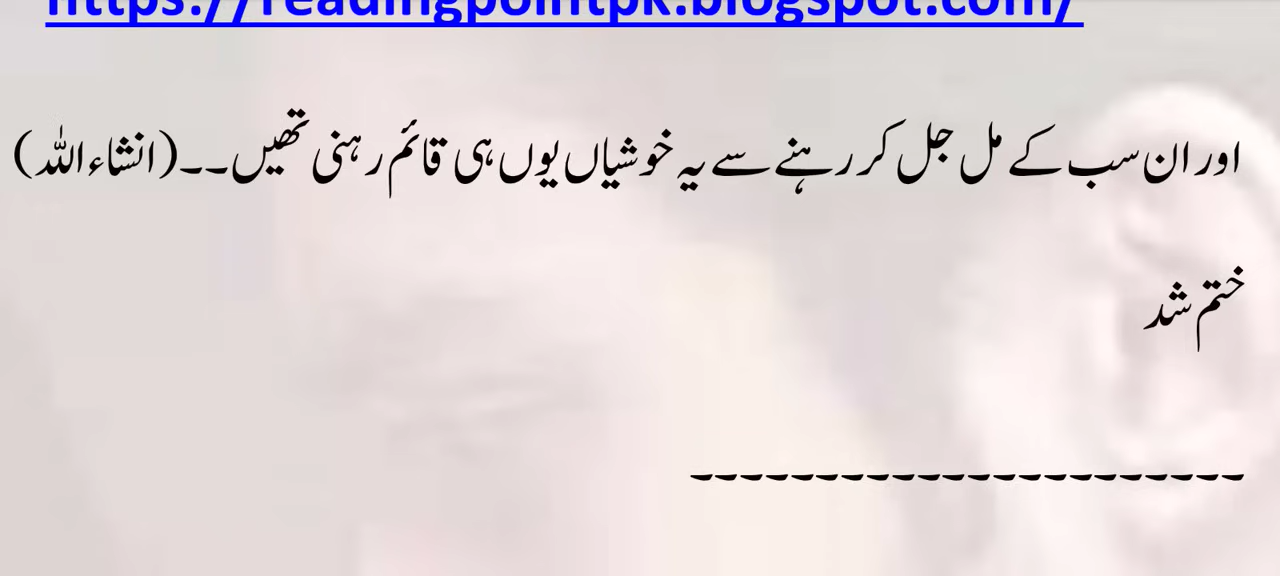 https://readingpointpk.blogspot.com/
اور ان سب کے مل جل کر رہنے سے یہ خوشیاں یوں ہی قائم رہنی تھیں۔۔(انشاءاللہ)
ختم شد
۔۔۔۔۔۔۔۔۔۔۔۔۔۔۔۔۔۔۔۔۔۔